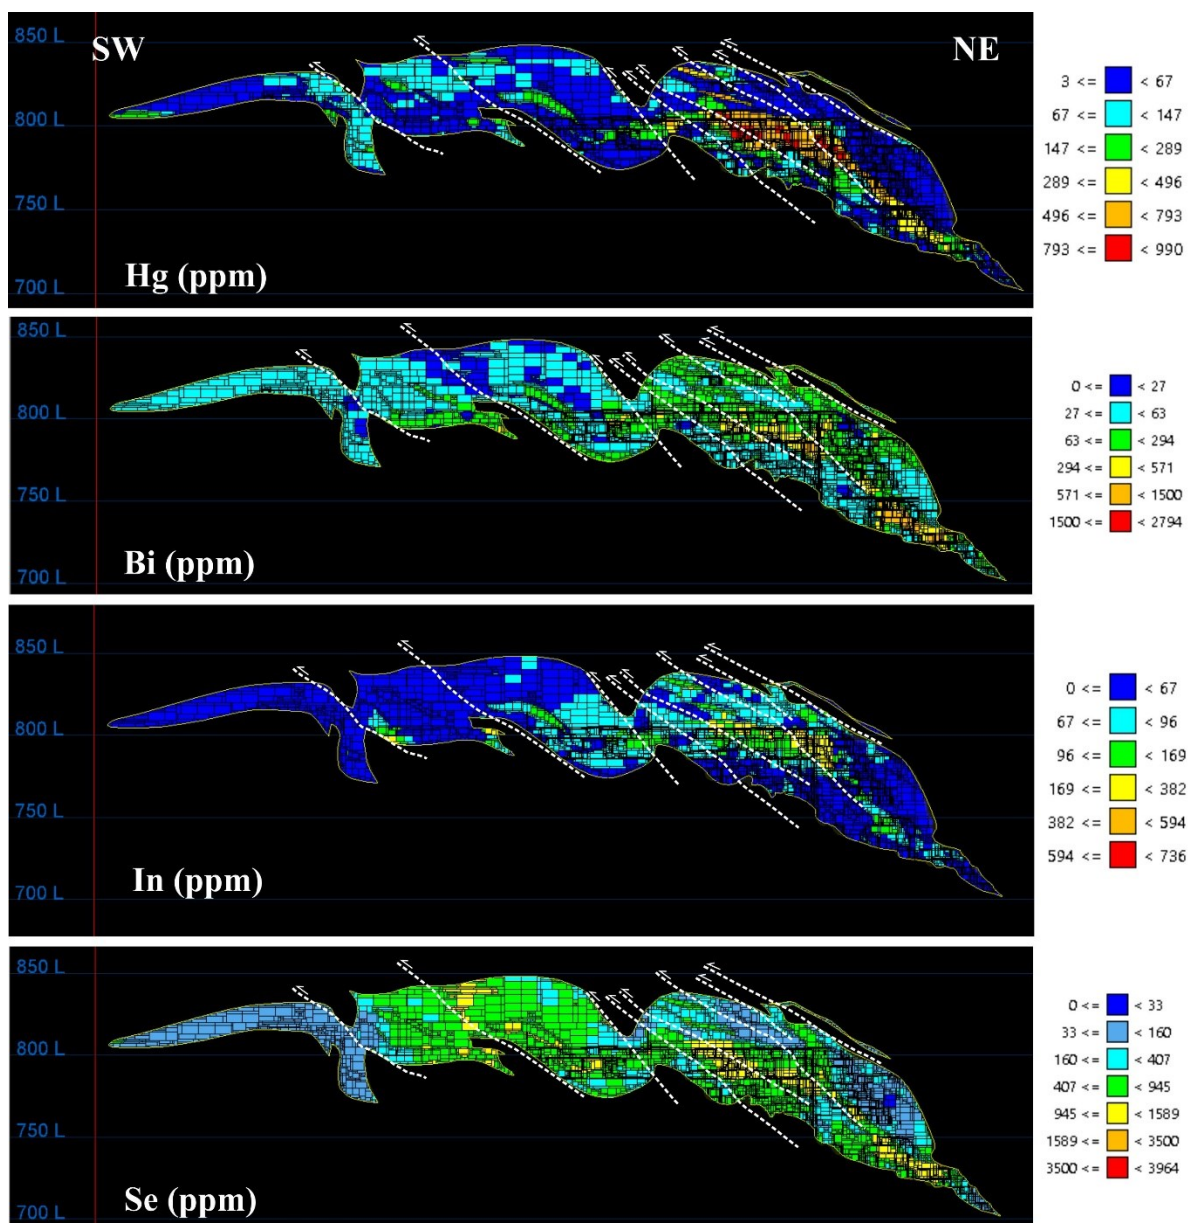 850 L
SW
NE
800 L
750 L
700 L
Hg (ppm)
3 <= < 67
67 <= < 147
147 <= < 289
289 <= < 496
496 <= < 793
793 <= < 990
850 L
800 L
750 L
700 L
Bi (ppm)
0 <= < 27
27 <= < 63
63 <= < 294
294 <= < 571
571 <= < 1500
1500 <= < 2794
850 L
800 L
750 L
700 L
In (ppm)
0 <= < 67
67 <= < 96
96 <= < 169
169 <= < 382
382 <= < 594
594 <= < 736
850 L
800 L
750 L
700 L
Se (ppm)
0 <= < 33
33 <= < 160
160 <= < 407
407 <= < 945
945 <= < 1589
1589 <= < 3500
3500 <= < 3964